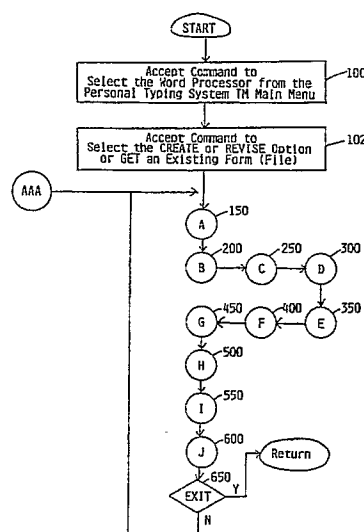 START
Accept Command to
Select the Word Processor from the
Personal Typing System TM Main Menu
100
Accept Command to
Select the CREATE or REVISE Option
or GET an Existing Form (File)
102
AAA
150
A
200
250
300
B
C
D
450
400
350
G
F
E
500
H
550
I
600
J
650
Return
EXIT
Y
N